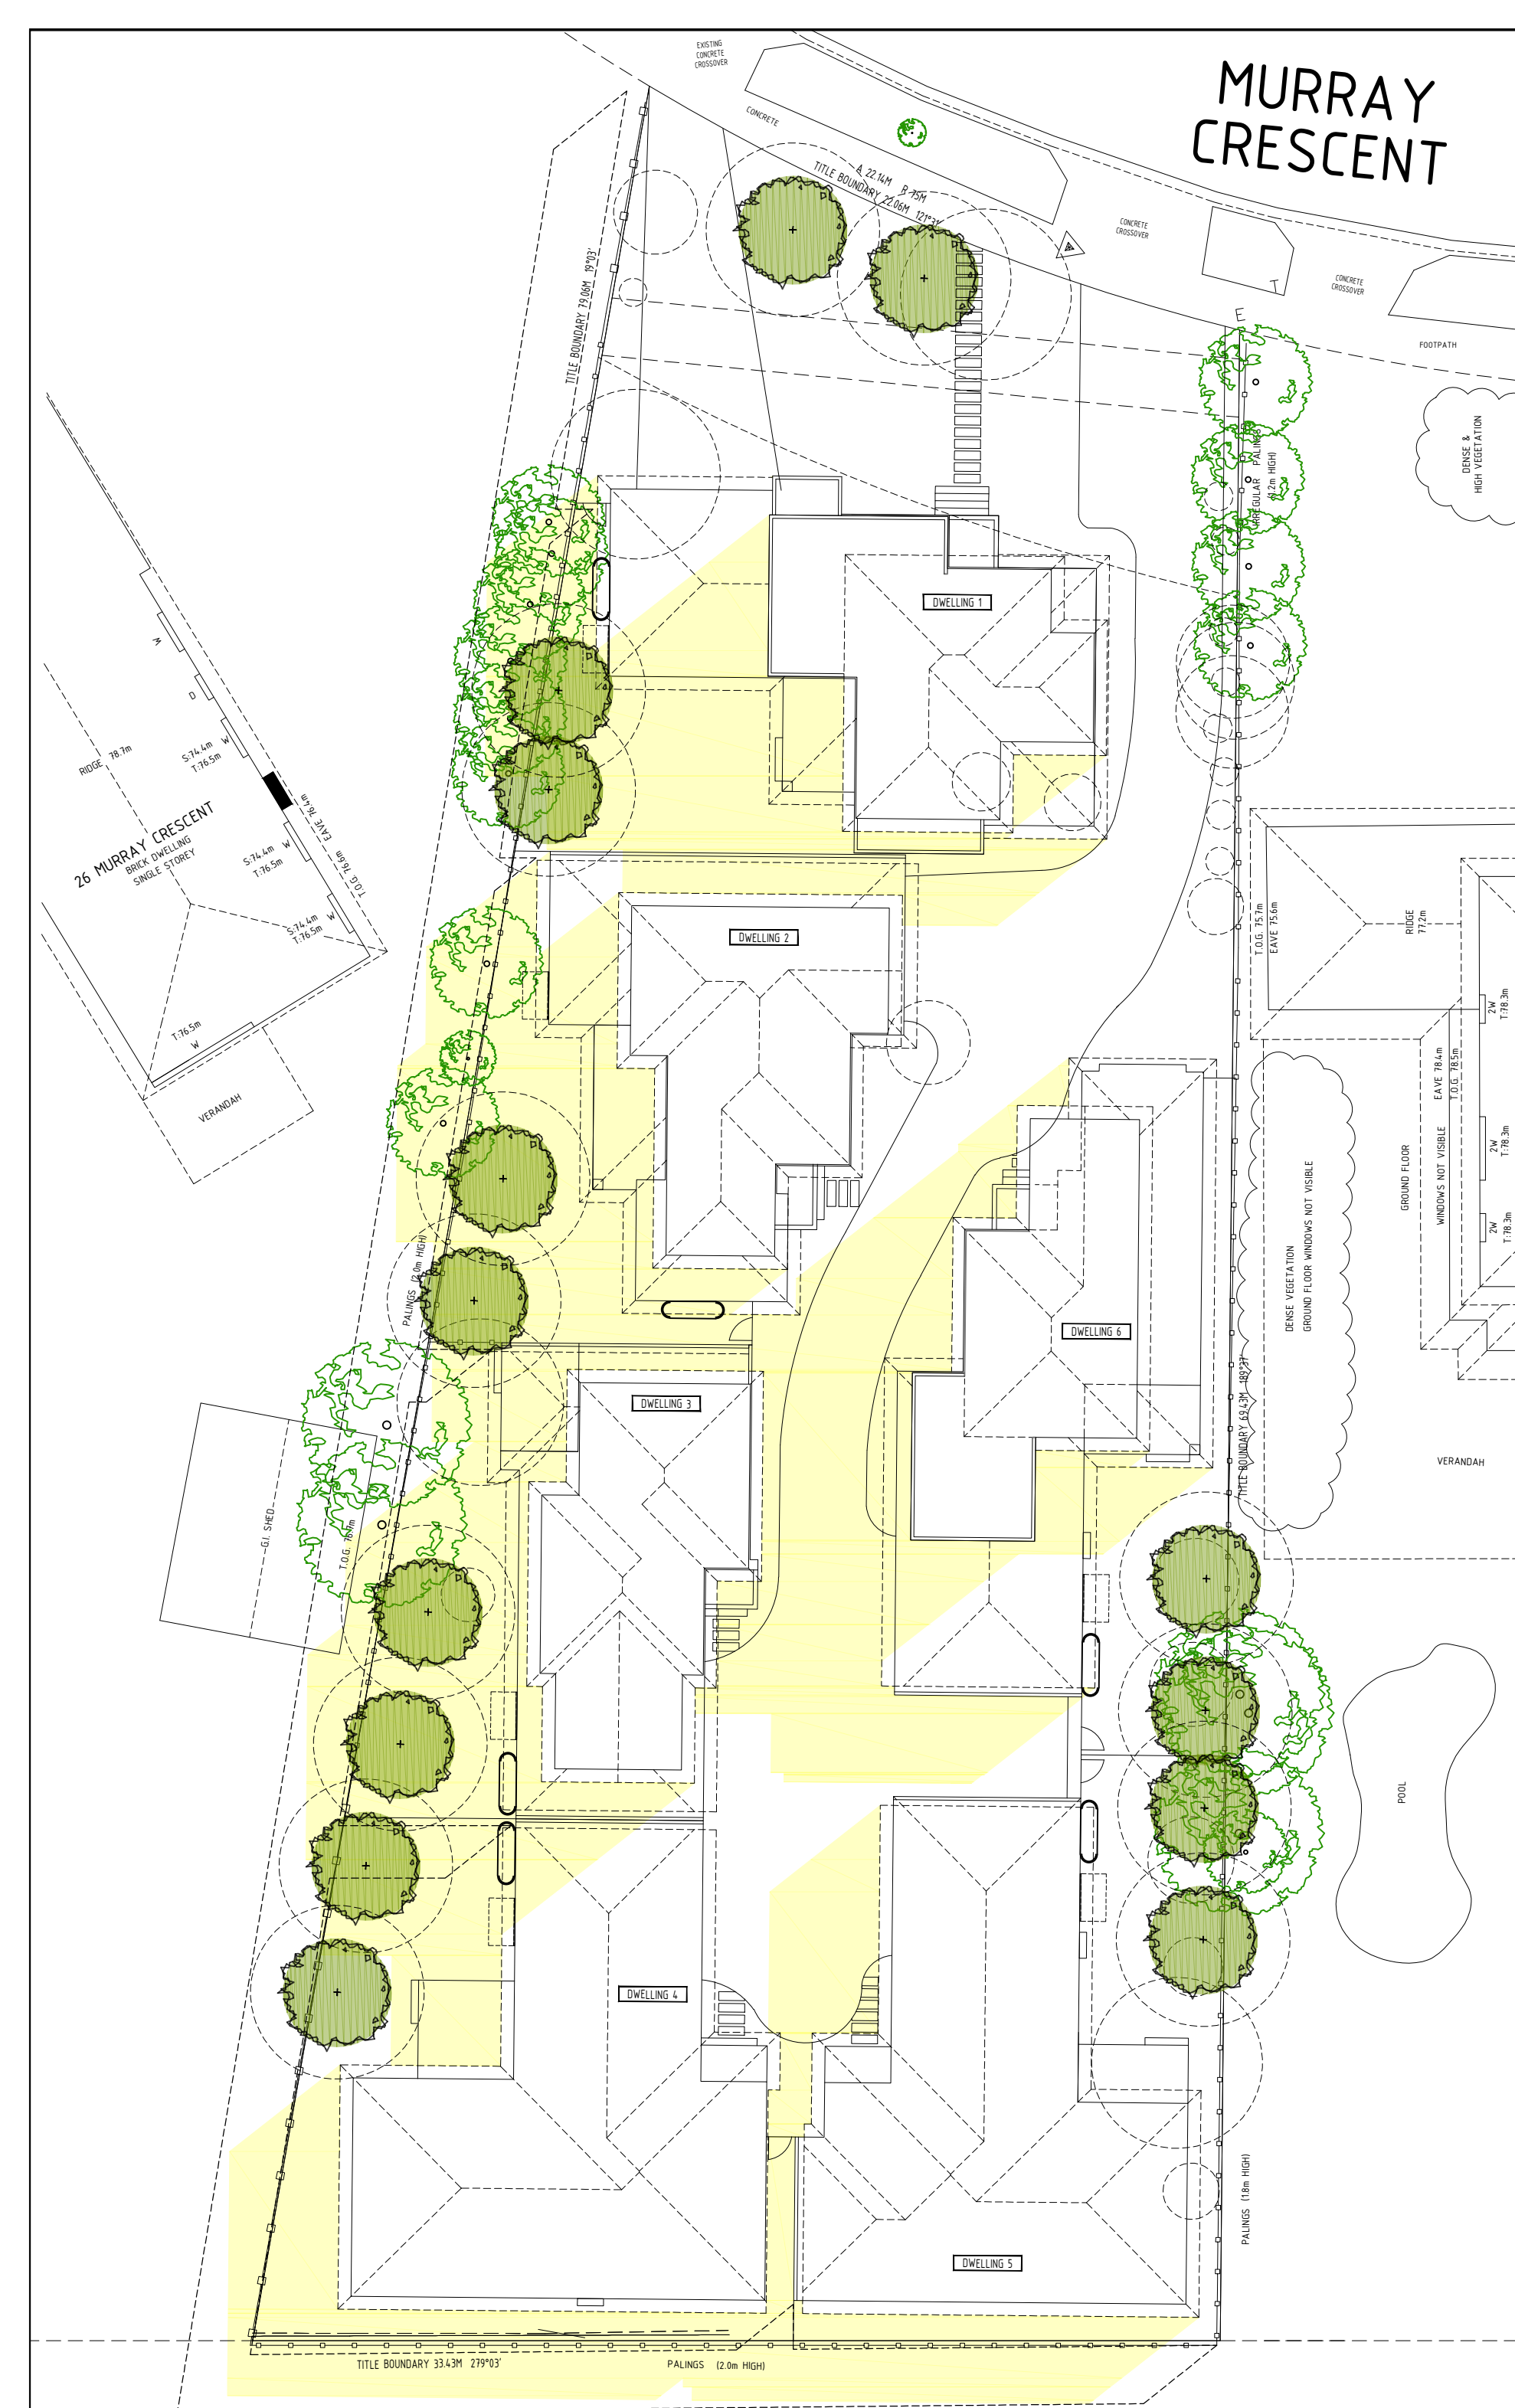 EXISTING
CONCRETE
CROSSOVER
MURRAY
CRESCENT
CONCRETE
A 22.14M R 75M
TITLE BOUNDARY 22.06M 121°31'
CONCRETE
CROSSOVER
CONCRETE
CROSSOVER
T
E
FOOTPATH
TITLE BOUNDARY 79.06M 19°03'
DENSE &
HIGH VEGETATION
IRREGULAR PALINGS
(1.2m HIGH)
DWELLING 1
W
D
RIDGE 78.7m
S:74.4m
T:76.5m
W
EAVE 76.4m
T.O.G. 76.6m
26 MURRAY CRESCENT
BRICK DWELLING
SINGLE STOREY
S:74.4m
T:76.5m
W
S:74.4m
T:76.5m
W
T:76.5m
W
VERANDAH
DWELLING 2
T.O.G. 75.7m
EAVE 75.6m
RIDGE
77.2m
2W
T:78.3m
EAVE 78.4m
T.O.G. 78.5m
2W
T:78.3m
GROUND FLOOR
WINDOWS NOT VISIBLE
2W
T:78.3m
DENSE VEGETATION
GROUND FLOOR WINDOWS NOT VISIBLE
PALINGS (2.0m HIGH)
DWELLING 6
DWELLING 3
TITLE BOUNDARY 69.43M 189°37'
VERANDAH
G.I. SHED
POOL
DWELLING 4
PALINGS (1.8m HIGH)
DWELLING 5
TITLE BOUNDARY 33.43M 279°03'
PALINGS (2.0m HIGH)